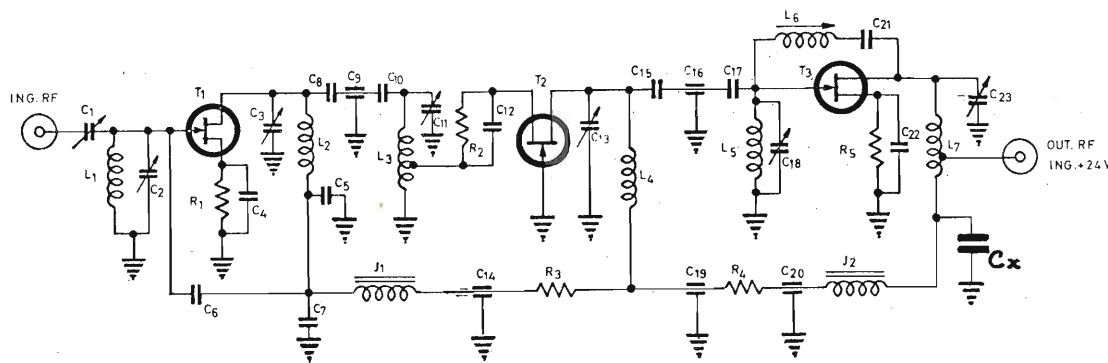 ING. RF
C1
L1
C2
T1
R1
C4
C3
L2
C5
C6
C7
C8
C9
C10
L3
C11
R2
C12
T2
C13
L4
J1
C14
R3
C15
C16
C17
L5
C18
L6
C21
T3
R5
C22
C23
L7
OUT. RF
ING.+24V
C19
R4
C20
J2
Cx